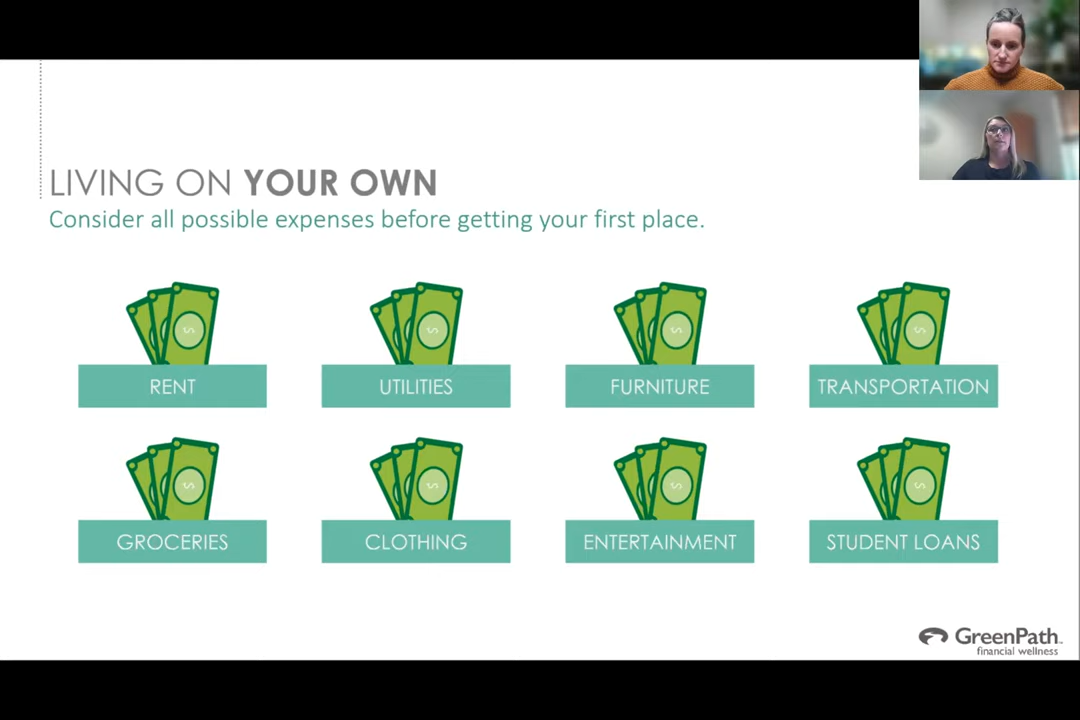 LIVING ON YOUR OWN
Consider all possible expenses before getting your first place.
RENT
UTILITIES
FURNITURE
TRANSPORTATION
GROCERIES
CLOTHING
ENTERTAINMENT
STUDENT LOANS
GreenPath
financial wellness